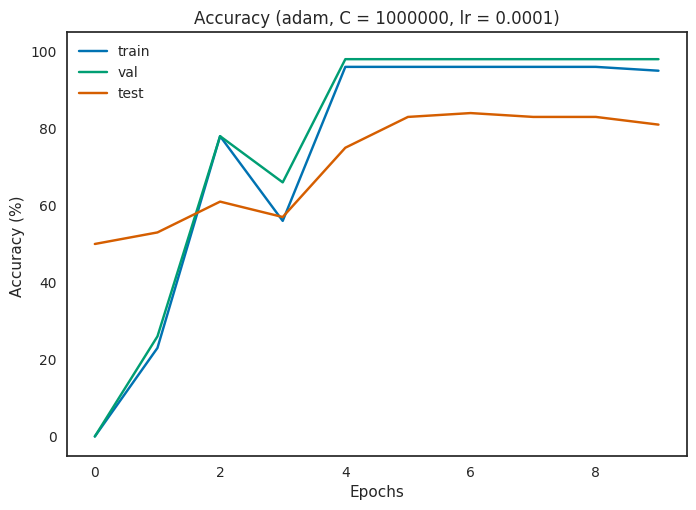 Accuracy (adam, C = 1000000, lr = 0.0001)
train
val
test
100
80
60
40
20
0
Accuracy (%)
0 2 4 6 8
Epochs